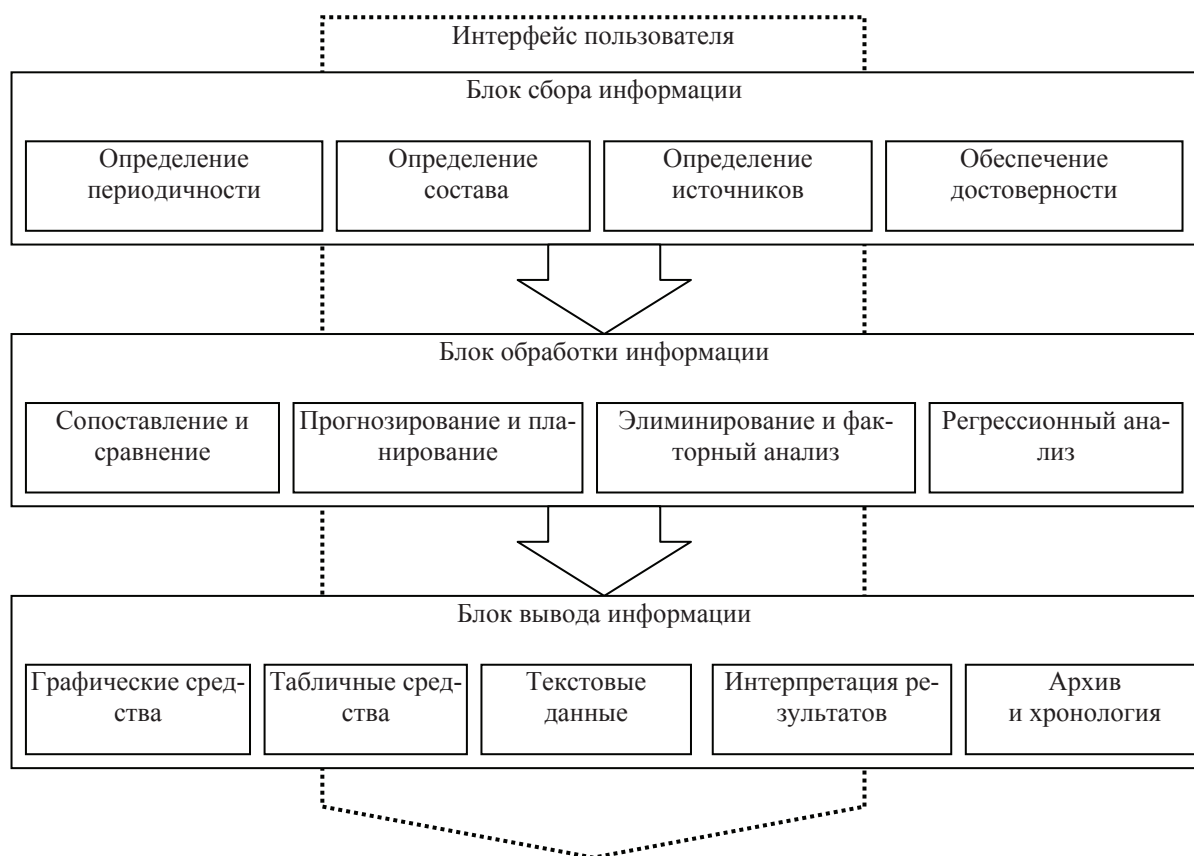 Интерфейс пользователя
Блок сбора информации
Определение
периодичности
Определение
состава
Определение
источников
Обеспечение
достоверности
Блок обработки информации
Сопоставление и
сравнение
Прогнозирование и пла-
нирование
Элиминирование и фак-
торный анализ
Регрессионный ана-
лиз
Блок вывода информации
Графические сред-
ства
Табличные сред-
ства
Текстовые
данные
Интерпретация ре-
зультатов
Архив
и хронология